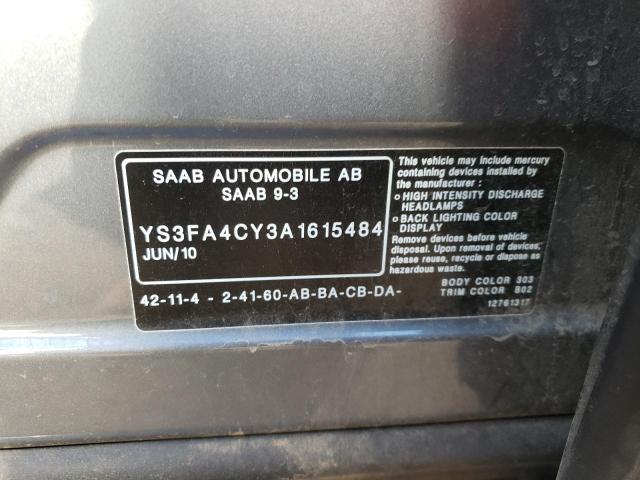 SAAB AUTOMOBILE AB
SAAB 9-3
YS3FA4CY3A1615484
JUN/10
42-11-4 - 2-41-60-AB-BA-CB-DA-
This vehicle may include mercury
containing devices installed by
the manufacturer :
○ HIGH INTENSITY DISCHARGE
HEADLAMPS
○ BACK LIGHTING COLOR
DISPLAY
Remove devices before vehicle
disposal. Upon removal of devices,
please reuse, recycle or dispose as
hazardous waste.
BODY COLOR 303
TRIM COLOR 802
12761317